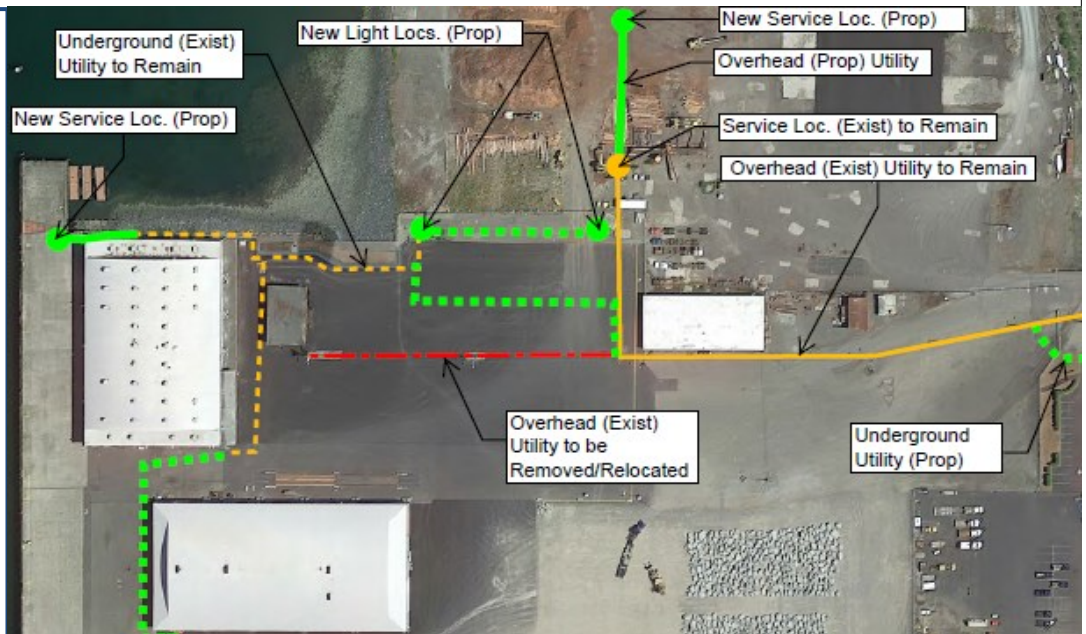 Underground (Exist)
Utility to Remain
New Light Locs. (Prop)
New Service Loc. (Prop)
Overhead (Prop) Utility
New Service Loc. (Prop)
Service Loc. (Exist) to Remain
Overhead (Exist) Utility to Remain
Overhead (Exist)
Utility to be
Removed/Relocated
Underground
Utility (Prop)